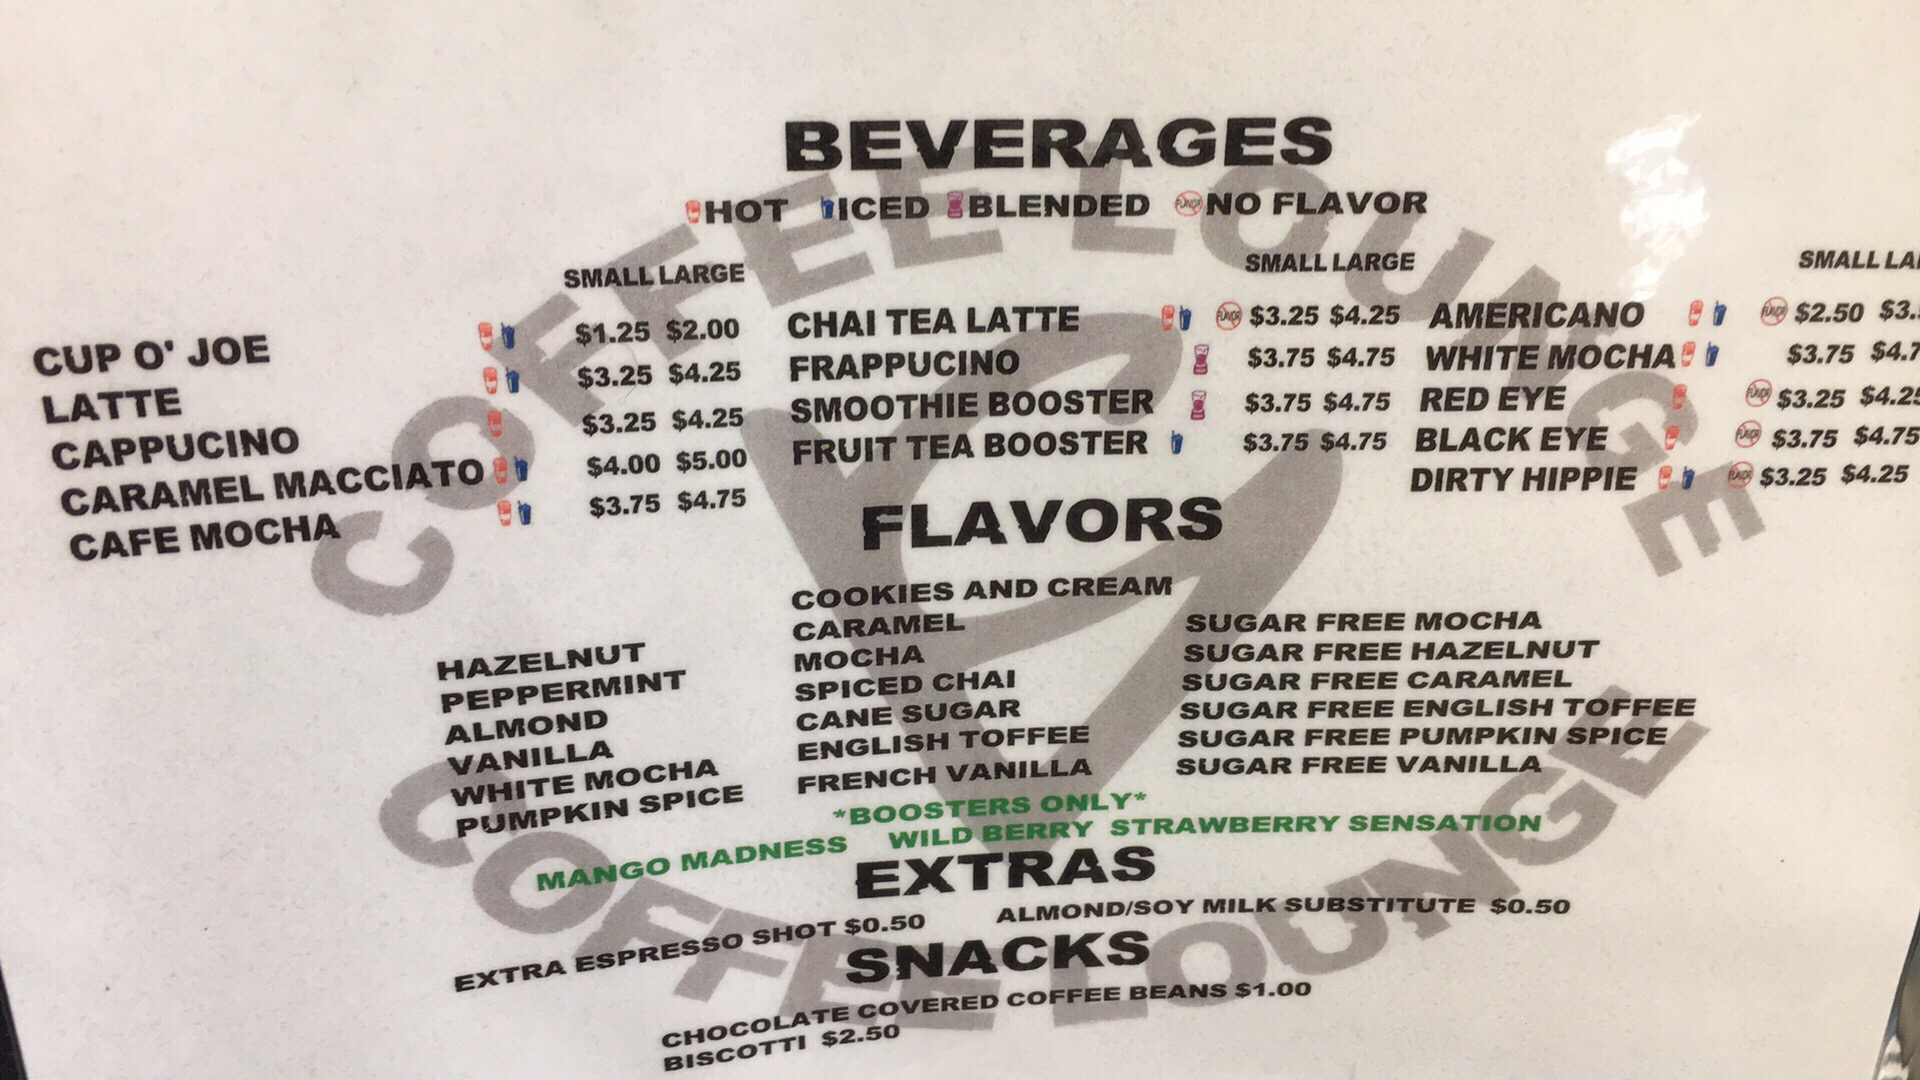 BEVERAGES
HOT ICED BLENDED NO FLAVOR
SMALL LARGE
CUP O' JOE $1.25 $2.00
LATTE $3.25 $4.25
CAPPUCINO $3.25 $4.25
CARAMEL MACCIATO $4.00 $5.00
CAFE MOCHA $3.75 $4.75
SMALL LARGE
CHAI TEA LATTE FLAVOR $3.25 $4.25
FRAPPUCINO $3.75 $4.75
SMOOTHIE BOOSTER $3.75 $4.75
FRUIT TEA BOOSTER $3.75 $4.75
SMALL
AMERICANO FLAVOR $2.50
WHITE MOCHA $3.75
RED EYE FLAVOR $3.25 $4.25
BLACK EYE FLAVOR $3.75 $4.75
DIRTY HIPPIE FLAVOR $3.25 $4.25
FLAVORS
HAZELNUT
PEPPERMINT
ALMOND
VANILLA
WHITE MOCHA
PUMPKIN SPICE
COOKIES AND CREAM
CARAMEL
MOCHA
SPICED CHAI
CANE SUGAR
ENGLISH TOFFEE
FRENCH VANILLA
SUGAR FREE MOCHA
SUGAR FREE HAZELNUT
SUGAR FREE CARAMEL
SUGAR FREE ENGLISH TOFFEE
SUGAR FREE PUMPKIN SPICE
SUGAR FREE VANILLA
*BOOSTERS ONLY*
MANGO MADNESS WILD BERRY STRAWBERRY SENSATION
EXTRAS
EXTRA ESPRESSO SHOT $0.50 ALMOND/SOY MILK SUBSTITUTE $0.50
SNACKS
CHOCOLATE COVERED COFFEE BEANS $1.00
BISCOTTI $2.50
COFFEE LOUNGE
COFFEE LOUNGE